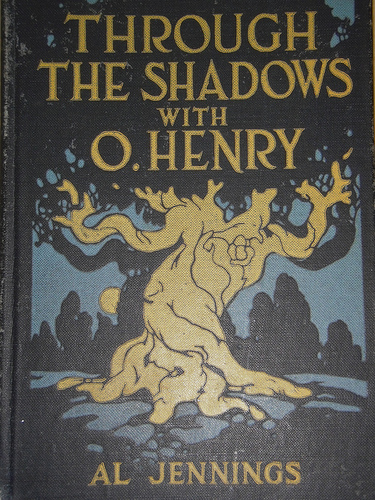 THROUGH
THE SHADOWS
WITH
O. HENRY
AL JENNINGS